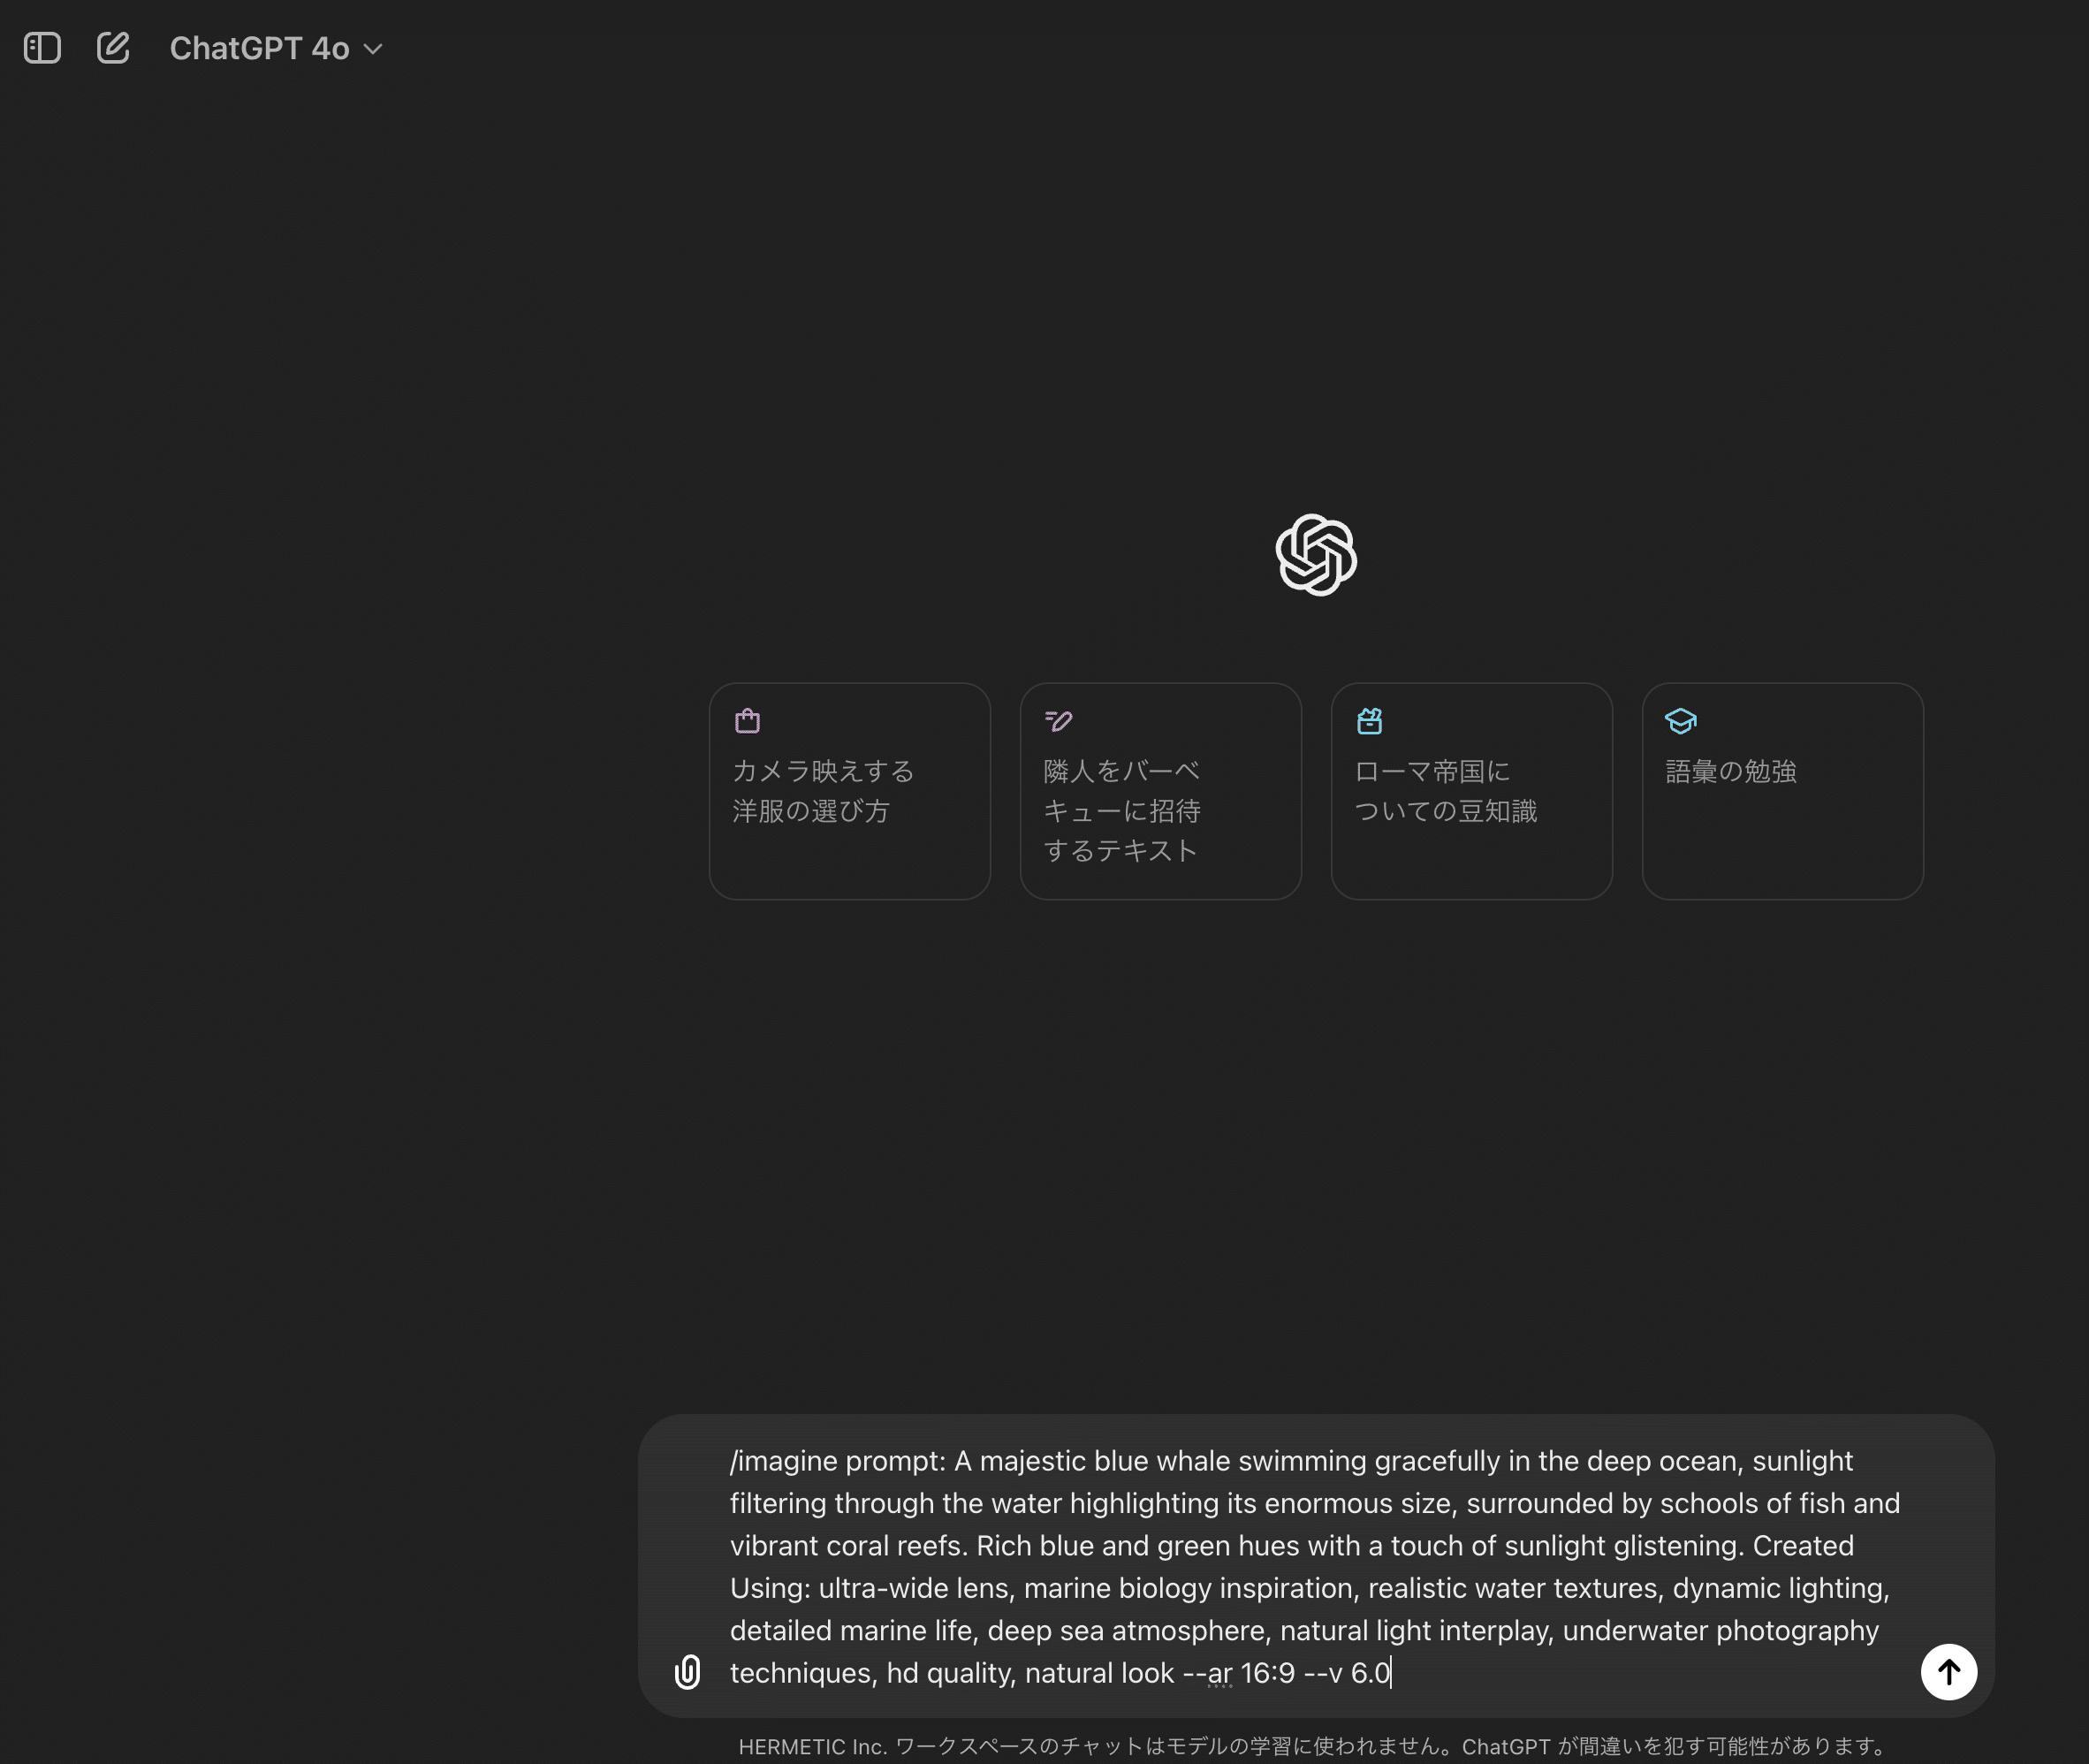 ChatGPT 4o
カメラ映えする
洋服の選び方
隣人をバーベ
キューに招待
するテキスト
ローマ帝国に
ついての豆知識
語彙の勉強
/imagine prompt: A majestic blue whale swimming gracefully in the deep ocean, sunlight
filtering through the water highlighting its enormous size, surrounded by schools of fish and
vibrant coral reefs. Rich blue and green hues with a touch of sunlight glistening. Created
Using: ultra-wide lens, marine biology inspiration, realistic water textures, dynamic lighting,
detailed marine life, deep sea atmosphere, natural light interplay, underwater photography
techniques, hd quality, natural look --ar 16:9 --v 6.0
HERMETIC Inc. ワークスペースのチャットはモデルの学習に使われません。ChatGPT が間違いを犯す可能性があります。